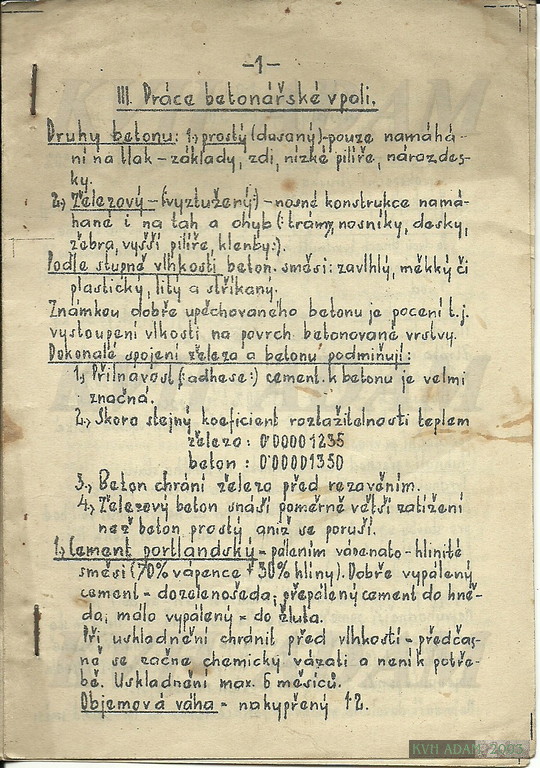 -1-
III. Práce betonářské v poli.
Druhy betonu: 1.) prostý (dusaný) - pouze namáhá-
ní na tlak - základy, zdi, nízké pilíře, nároz des-
ky.
2.) Železový - (vyztužený) - nosné konstrukce namá-
hané i na tah a ohyb (: trámy, nosníky, desky,
žebra, vyšší pilíře, klenby:).
Podle stupně vlhkosti beton. směsi: zavlhlý, měkký či
plastický, litý a stříkaný.
Známkou dobře upěchovaného betonu je pocení t.j.
vystoupení vlkosti na povrch betonované vrstvy.
Dokonalé spojení železa a betonu podmiňují:
1.) Přilnavost (: adhese:) cement. k betonu je velmi
značná.
2.) Skoro stejný koeficient roztažitelnosti teplem
železo : 0'00001235
beton : 0'00001350
3.) Beton chrání železo před rezavěním.
4.) Železový beton snáší poměrně větší zatížení
než beton prostý aniž se poruší.
1.) Cement portlandský = pálením vápenato-hlinité
směsi (70% vápence + 30% hlíny). Dobře vypálený
cement = dozelenošeda; přepálený cement do hně-
da; málo vypálený = do žluta.
Při uskladnění chránit před vlhkostí = předčas-
ně se začne chemický vázati a není k potře-
bě. Uskladnění max. 6 měsíců.
Objemová váha = nakypřený 1'2.
KVH ADAM 2005